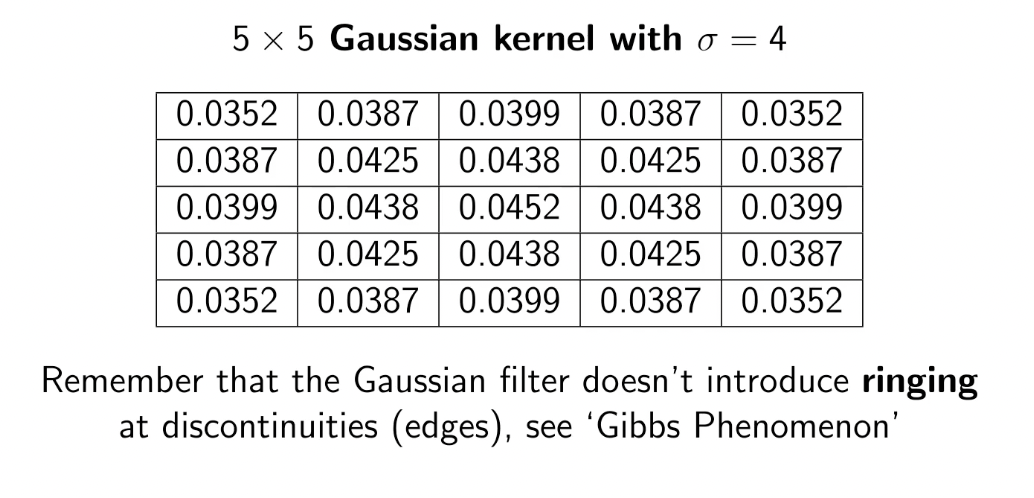 5 × 5 Gaussian kernel with σ = 4
0.0352 0.0387 0.0399 0.0387 0.0352
0.0387 0.0425 0.0438 0.0425 0.0387
0.0399 0.0438 0.0452 0.0438 0.0399
0.0387 0.0425 0.0438 0.0425 0.0387
0.0352 0.0387 0.0399 0.0387 0.0352
Remember that the Gaussian filter doesn't introduce ringing
at discontinuities (edges), see ‘Gibbs Phenomenon’